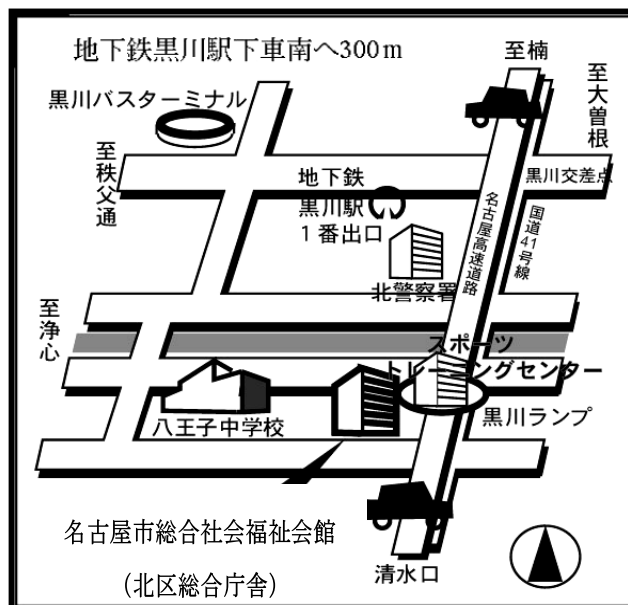 地下鉄黒川駅下車南へ300m
至楠
至大曽根
黒川バスターミナル
至秩父通
地下鉄
黒川駅
1番出口
黒川交差点
名古屋高速道路
国道41号線
北警察署
至浄心
スポーツ
トレーニングセンター
黒川ランプ
八王子中学校
名古屋市総合社会福祉会館
(北区総合庁舎)
清水口